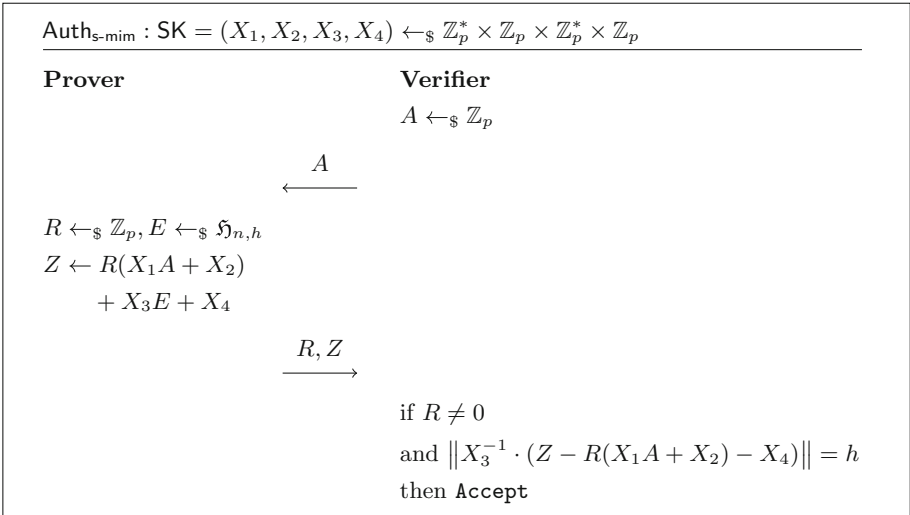 Auth_{s-mim} : SK = (X_1, X_2, X_3, X_4) ←_$ ℤ_p^* × ℤ_p × ℤ_p^* × ℤ_p
Prover Verifier
A ←_$ ℤ_p
A
←
R ←_$ ℤ_p, E ←_$ ℌ_{n,h}
Z ← R(X_1A + X_2)
+ X_3E + X_4
R, Z
→
if R ≠ 0
and ‖X_3^{-1} · (Z − R(X_1A + X_2) − X_4)‖ = h
then Accept